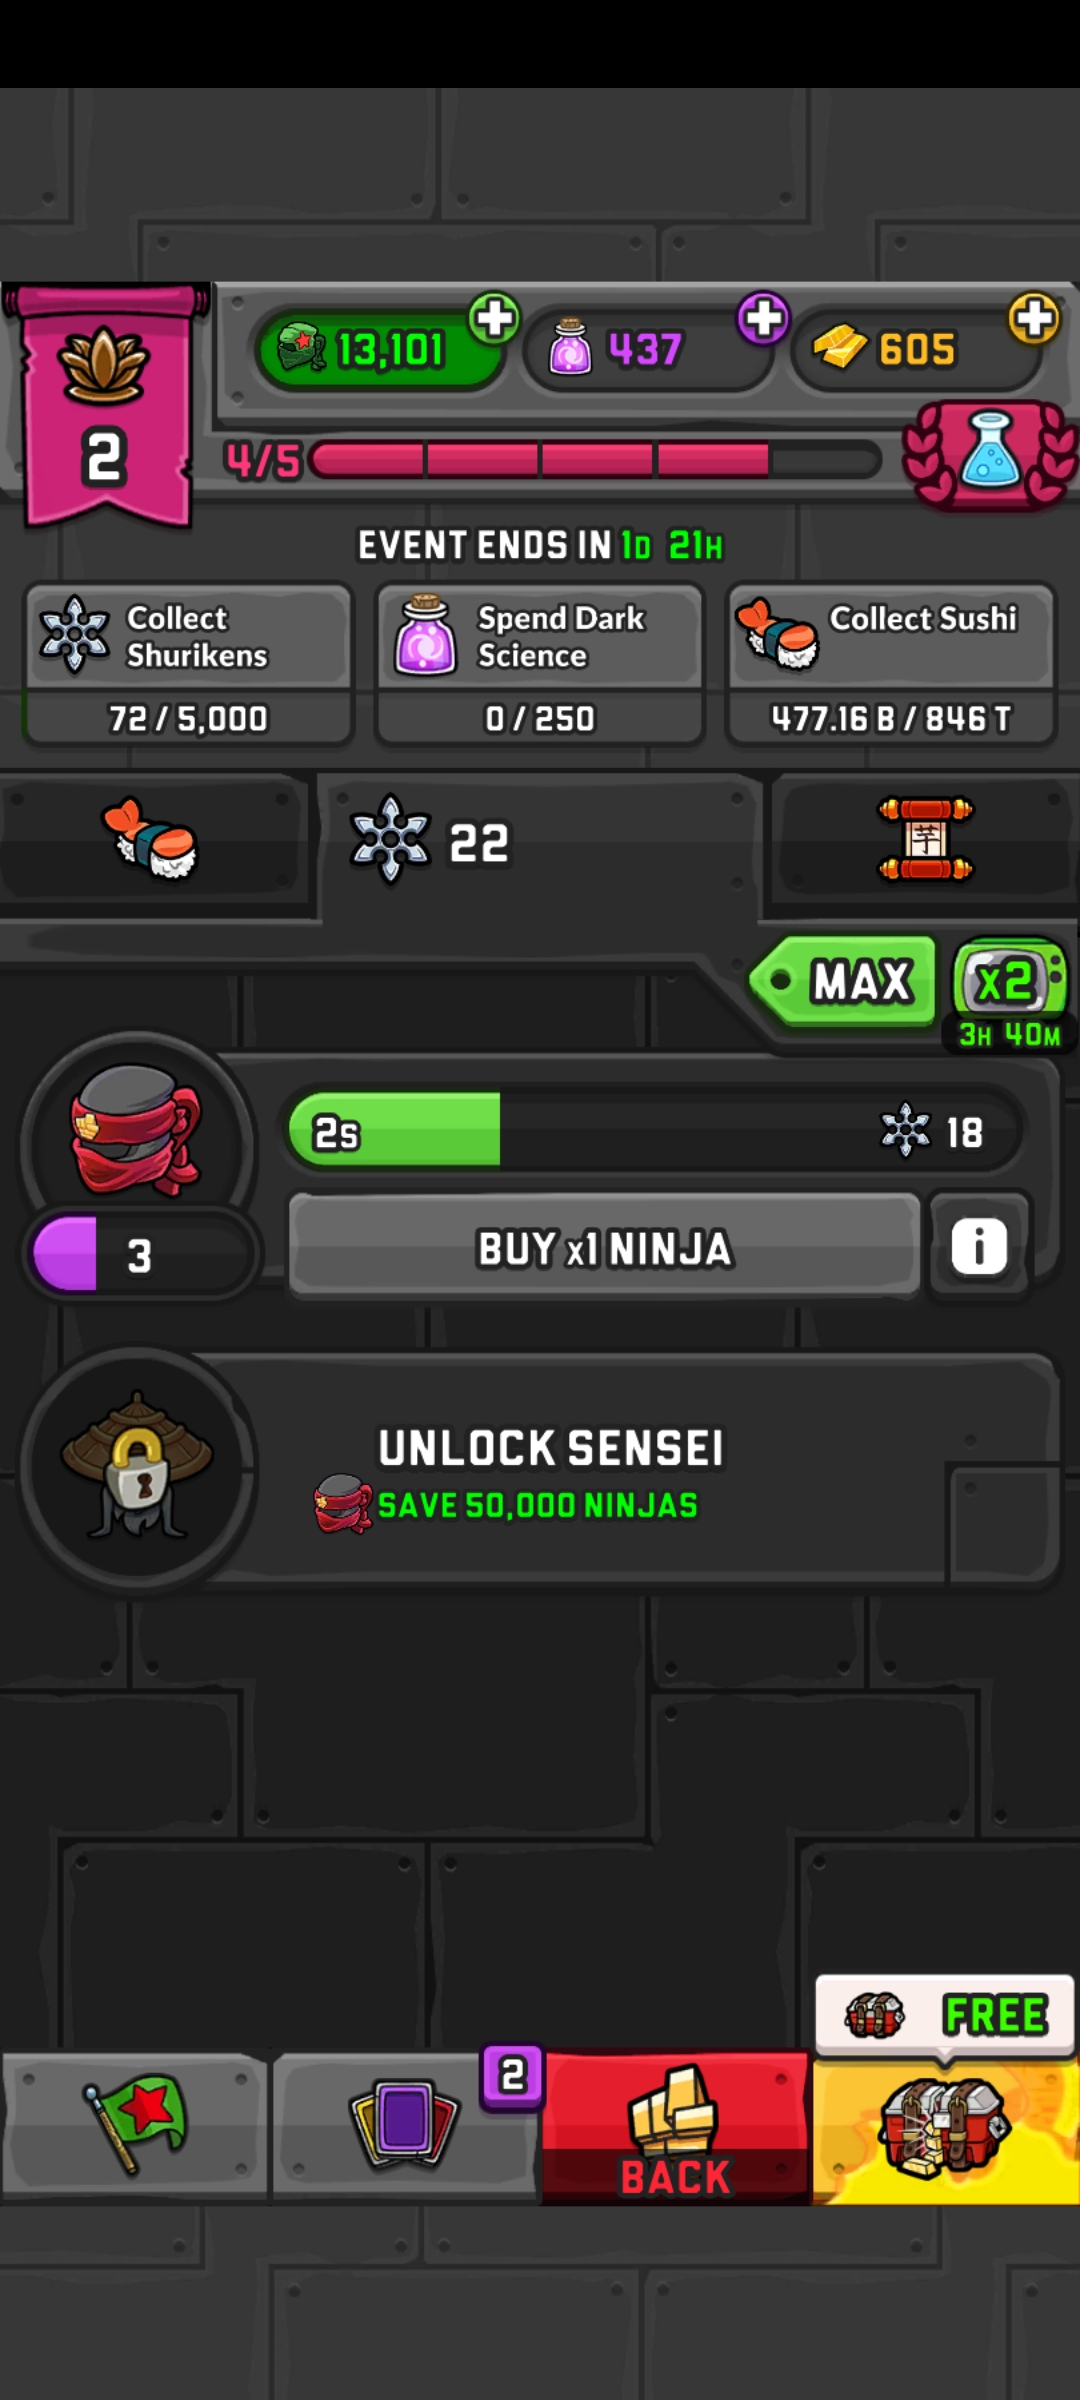 13,101
437
605
2
4/5
EVENT ENDS IN 1D 21H
Collect
Shurikens
72 / 5,000
Spend Dark
Science
0 / 250
Collect Sushi
477.16 B / 846 T
22
芋
MAX
x2
3H 40M
2s
18
3
BUY x1 NINJA
i
UNLOCK SENSEI
SAVE 50,000 NINJAS
FREE
2
BACK